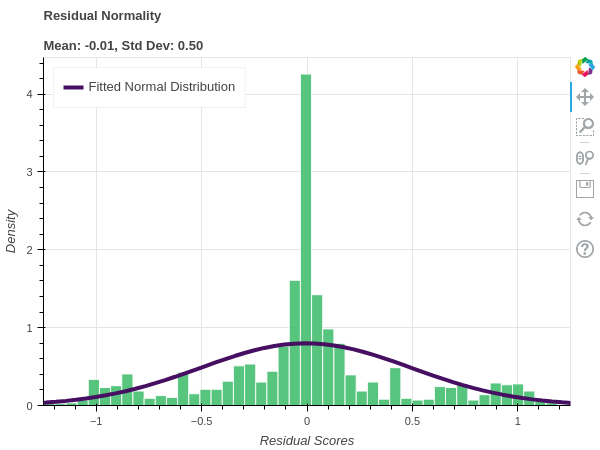 Residual Normality
Mean: -0.01, Std Dev: 0.50
Fitted Normal Distribution
4
3
2
1
0
Density
−1
−0.5
0
0.5
1
Residual Scores